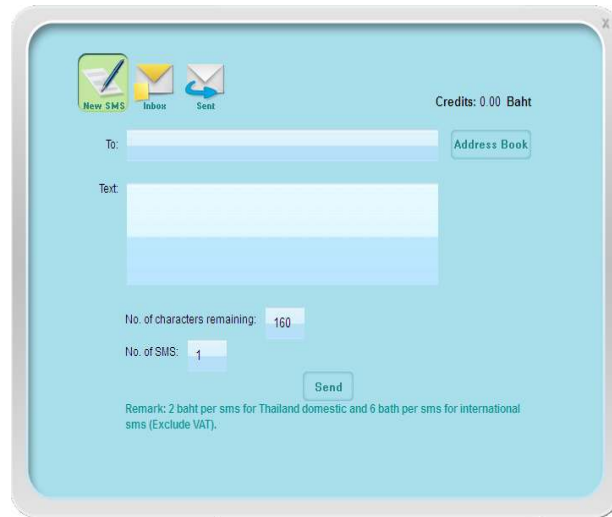 X
New SMS Inbox Sent
Credits: 0.00 Baht
To: Address Book
Text:
No. of characters remaining: 160
No. of SMS: 1
Send
Remark: 2 baht per sms for Thailand domestic and 6 bath per sms for international
sms (Exclude VAT).